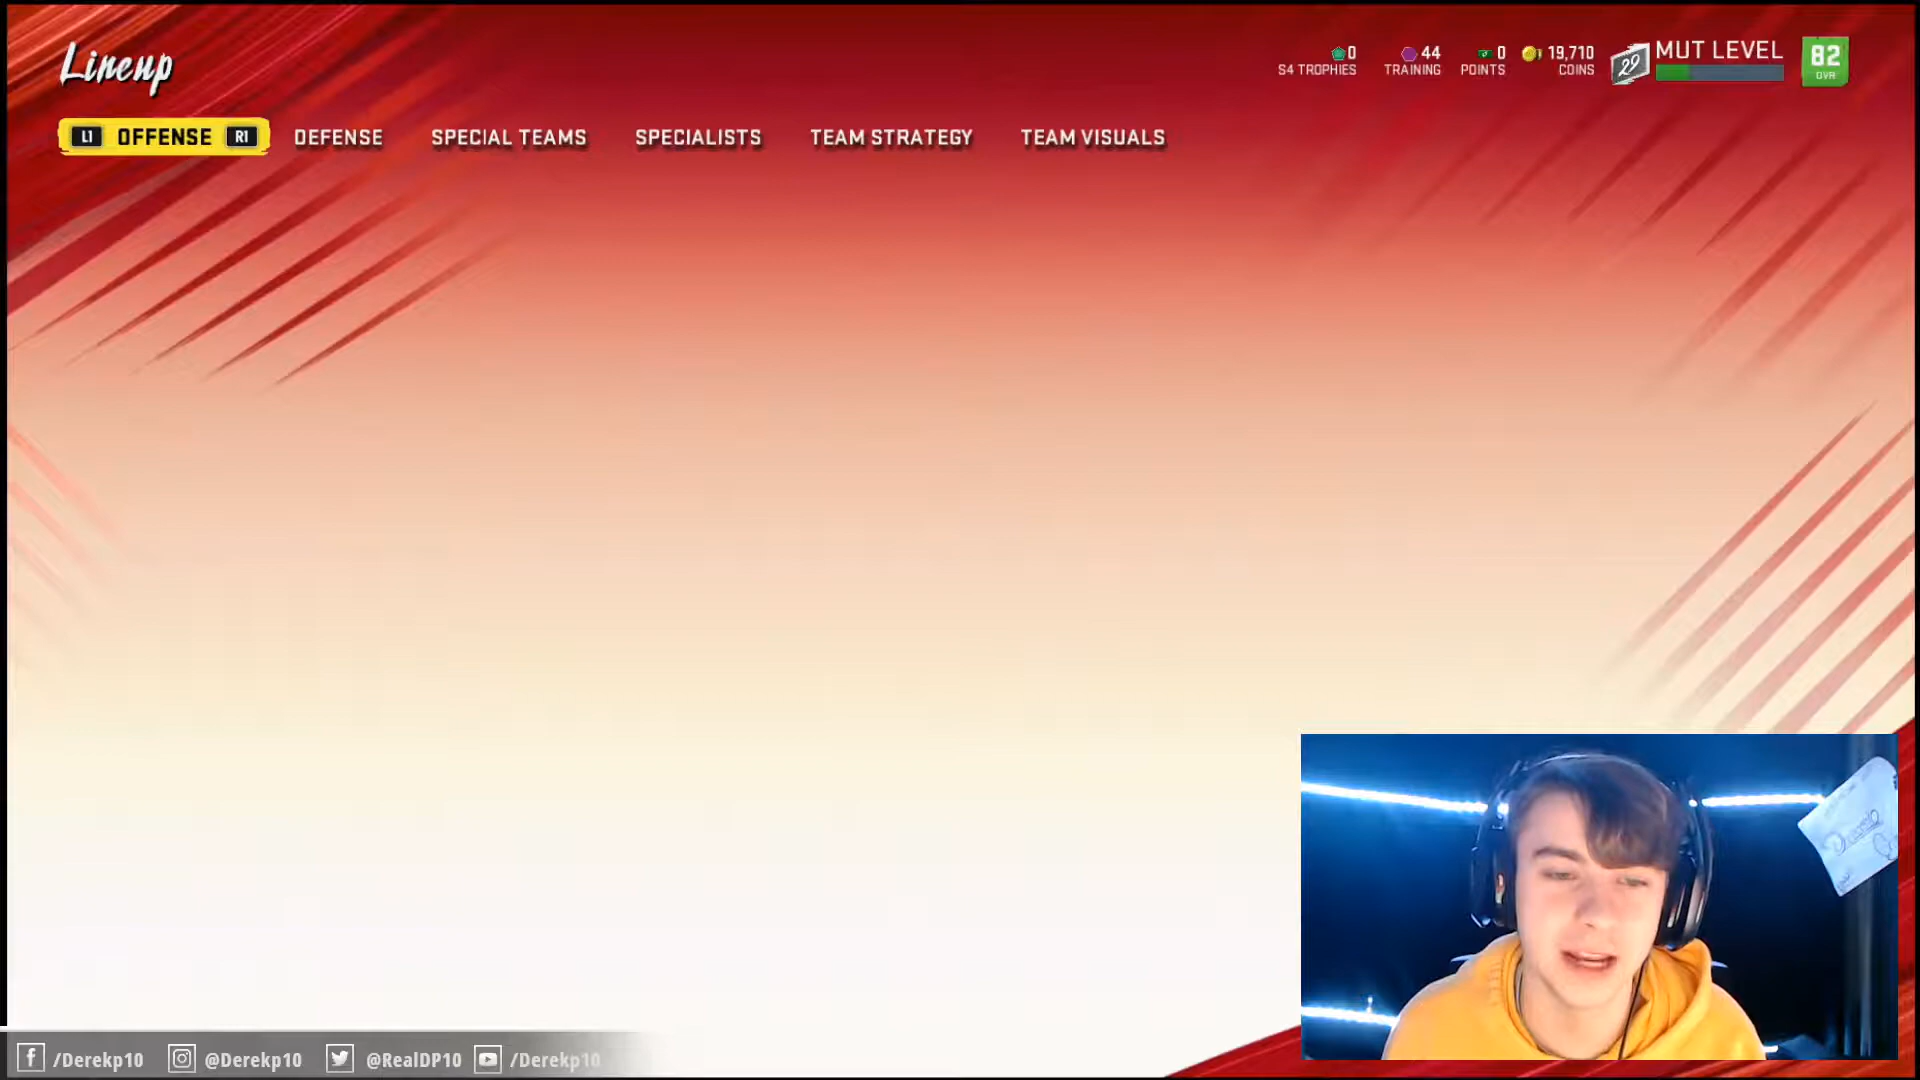 Lineup
0 44 0 19,710
S4 TROPHIES TRAINING POINTS COINS
29 MUT LEVEL
82
OVR
L1 OFFENSE R1 DEFENSE SPECIAL TEAMS SPECIALISTS TEAM STRATEGY TEAM VISUALS
/Derekp10 @Derekp10 @RealDP10 /Derekp10